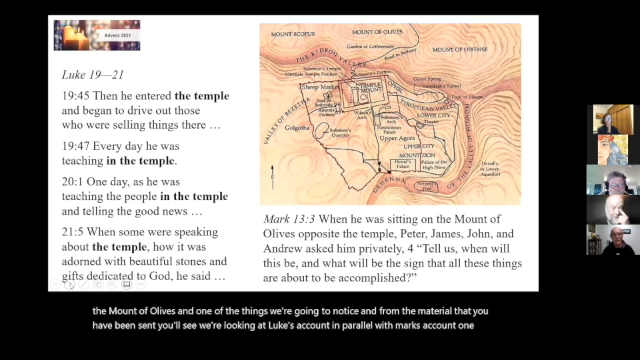 Advent 2021
Luke 19—21
19:45 Then he entered the temple
and began to drive out those
who were selling things there …
19:47 Every day he was
teaching in the temple.
20:1 One day, as he was
teaching the people in the temple
and telling the good news …
21:5 When some were speaking
about the temple, how it was
adorned with beautiful stones and
gifts dedicated to God, he said …
MOUNT SCOPUS
MOUNT OF OLIVES
Garden of Gethsemane
MOUNT OF OFFENSE
THE KIDRON VALLEY
Sheep Market
TEMPLE
MOUNT
OPHEL
TYROPOEAN VALLEY
VALLEY OF BEZETHA
Golgotha
LOWER CITY
Upper Agora
UPPER CITY
MOUNT ZION
Herod's
Palace
Palace of the
High Priest
GEHENNA
Mark 13:3 When he was sitting on the Mount of
Olives opposite the temple, Peter, James, John, and
Andrew asked him privately, 4 “Tell us, when will
this be, and what will be the sign that all these things
are about to be accomplished?”
the Mount of Olives and one of the things we're going to notice and from the material that you
have been sent you'll see we're looking at Luke's account in parallel with marks account one